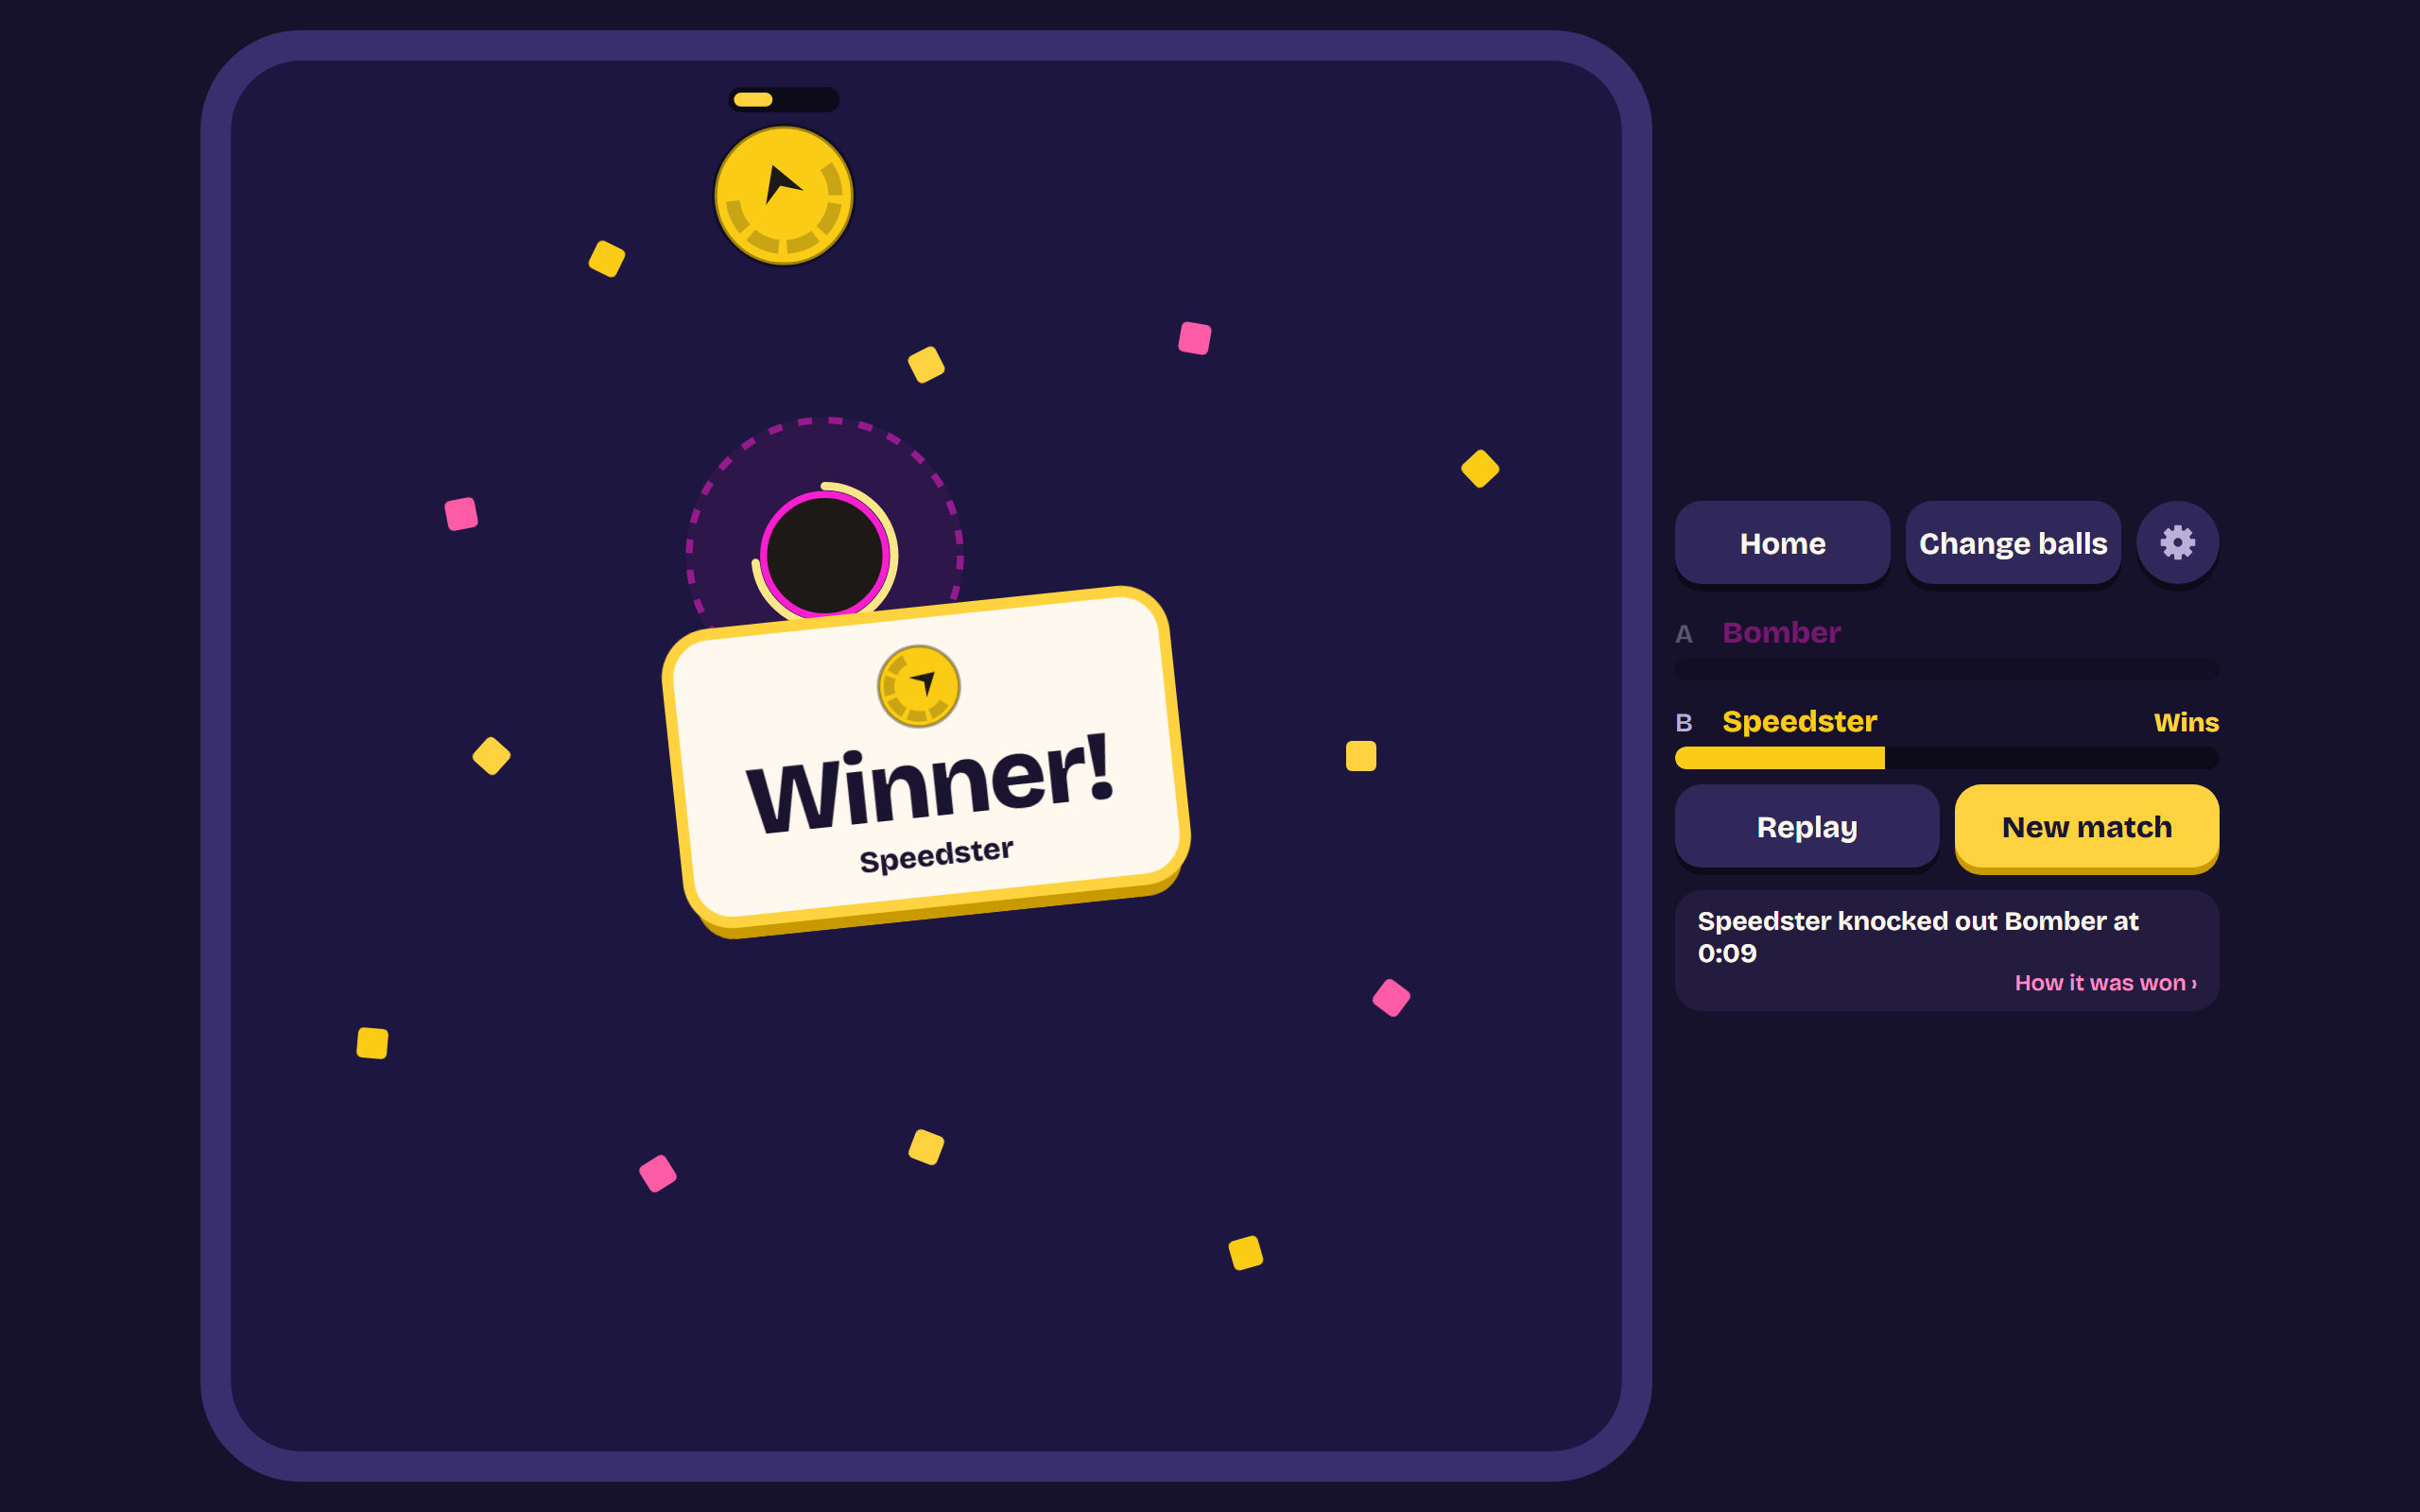 Home
Change balls
A Bomber
B Speedster Wins
Winner!
Speedster
Replay
New match
Speedster knocked out Bomber at
0:09
How it was won ›